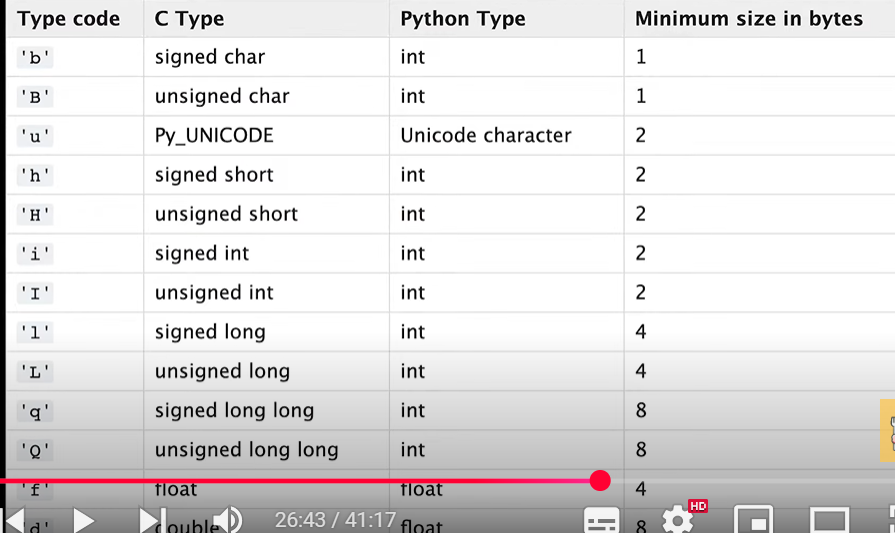 Type code C Type Python Type Minimum size in bytes
'b' signed char int 1
'B' unsigned char int 1
'u' Py_UNICODE Unicode character 2
'h' signed short int 2
'H' unsigned short int 2
'i' signed int int 2
'I' unsigned int int 2
'l' signed long int 4
'L' unsigned long int 4
'q' signed long long int 8
'Q' unsigned long long int 8
'f' float float 4
'd' double float 8
26:43 / 41:17 HD